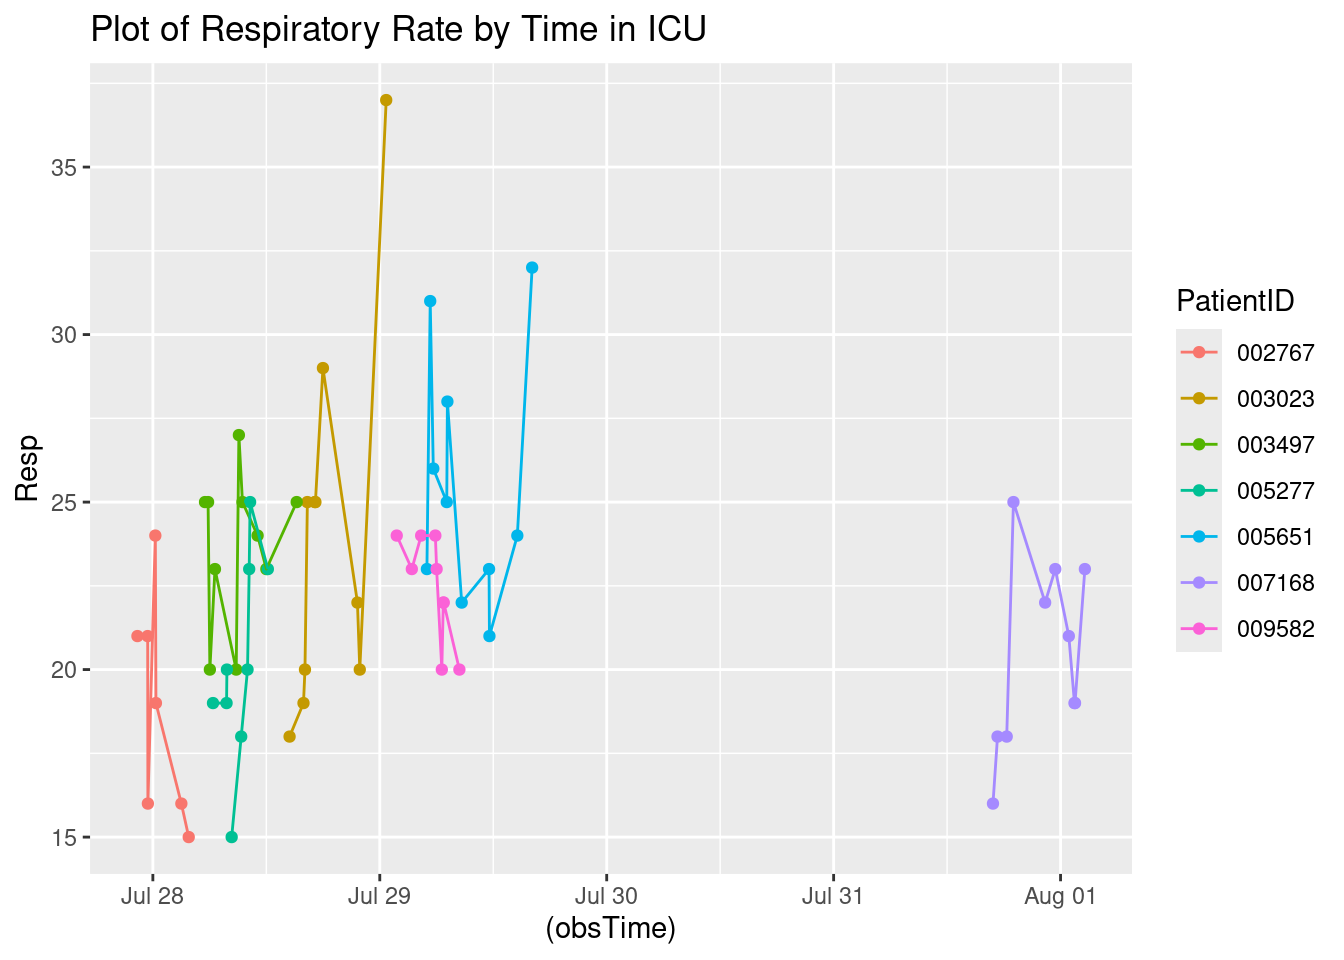 Plot of Respiratory Rate by Time in ICU
35
30
25
20
15
Resp
Jul 28
Jul 29
Jul 30
Jul 31
Aug 01
(obsTime)
PatientID
002767
003023
003497
005277
005651
007168
009582